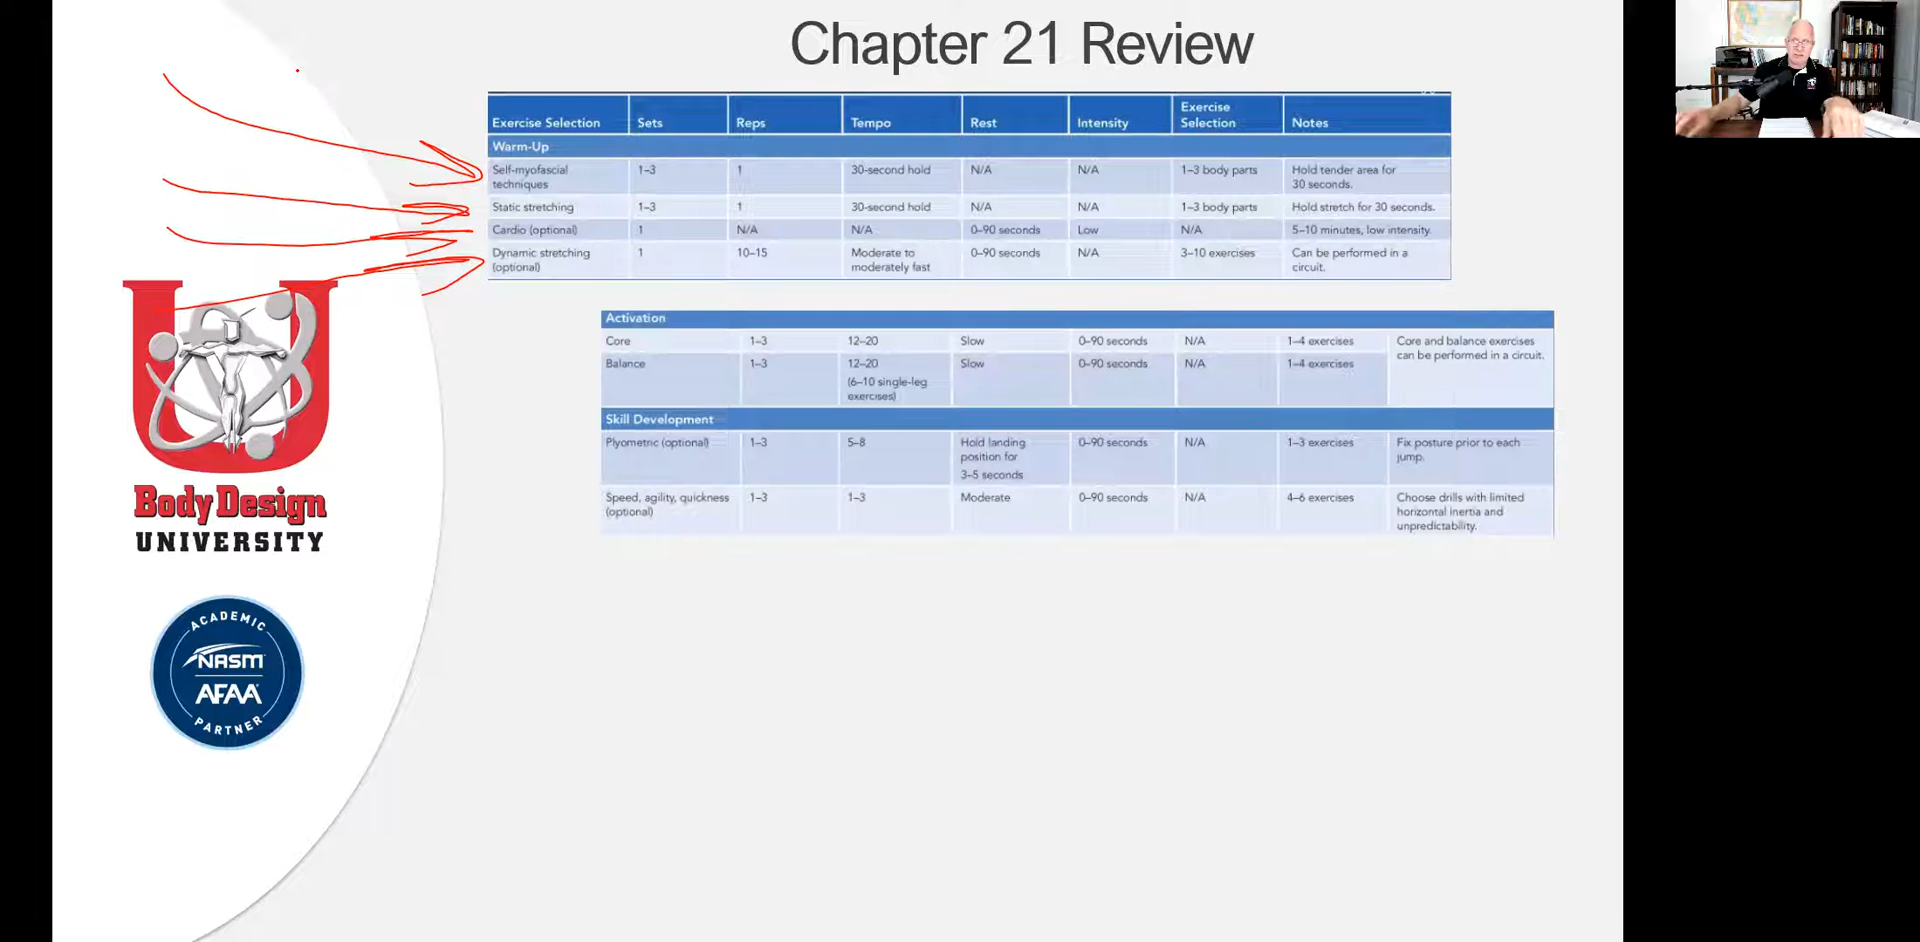 Chapter 21 Review
Exercise Selection Sets Reps Tempo Rest Intensity Exercise Selection Notes
Warm-Up
Self-myofascial techniques 1–3 1 30-second hold N/A N/A 1–3 body parts Hold tender area for 30 seconds.
Static stretching 1–3 1 30-second hold N/A N/A 1–3 body parts Hold stretch for 30 seconds.
Cardio (optional) 1 N/A N/A 0–90 seconds Low N/A 5–10 minutes, low intensity.
Dynamic stretching (optional) 1 10–15 Moderate to moderately fast 0–90 seconds N/A 3–10 exercises Can be performed in a circuit.
Activation
Core 1–3 12–20 Slow 0–90 seconds N/A 1–4 exercises Core and balance exercises can be performed in a circuit.
Balance 1–3 12–20 (6–10 single-leg exercises) Slow 0–90 seconds N/A 1–4 exercises
Skill Development
Plyometric (optional) 1–3 5–8 Hold landing position for 3–5 seconds 0–90 seconds N/A 1–3 exercises Fix posture prior to each jump.
Speed, agility, quickness (optional) 1–3 1–3 Moderate 0–90 seconds N/A 4–6 exercises Choose drills with limited horizontal inertia and unpredictability.
U
Body Design
UNIVERSITY
ACADEMIC
NASM
AFAA
PARTNER